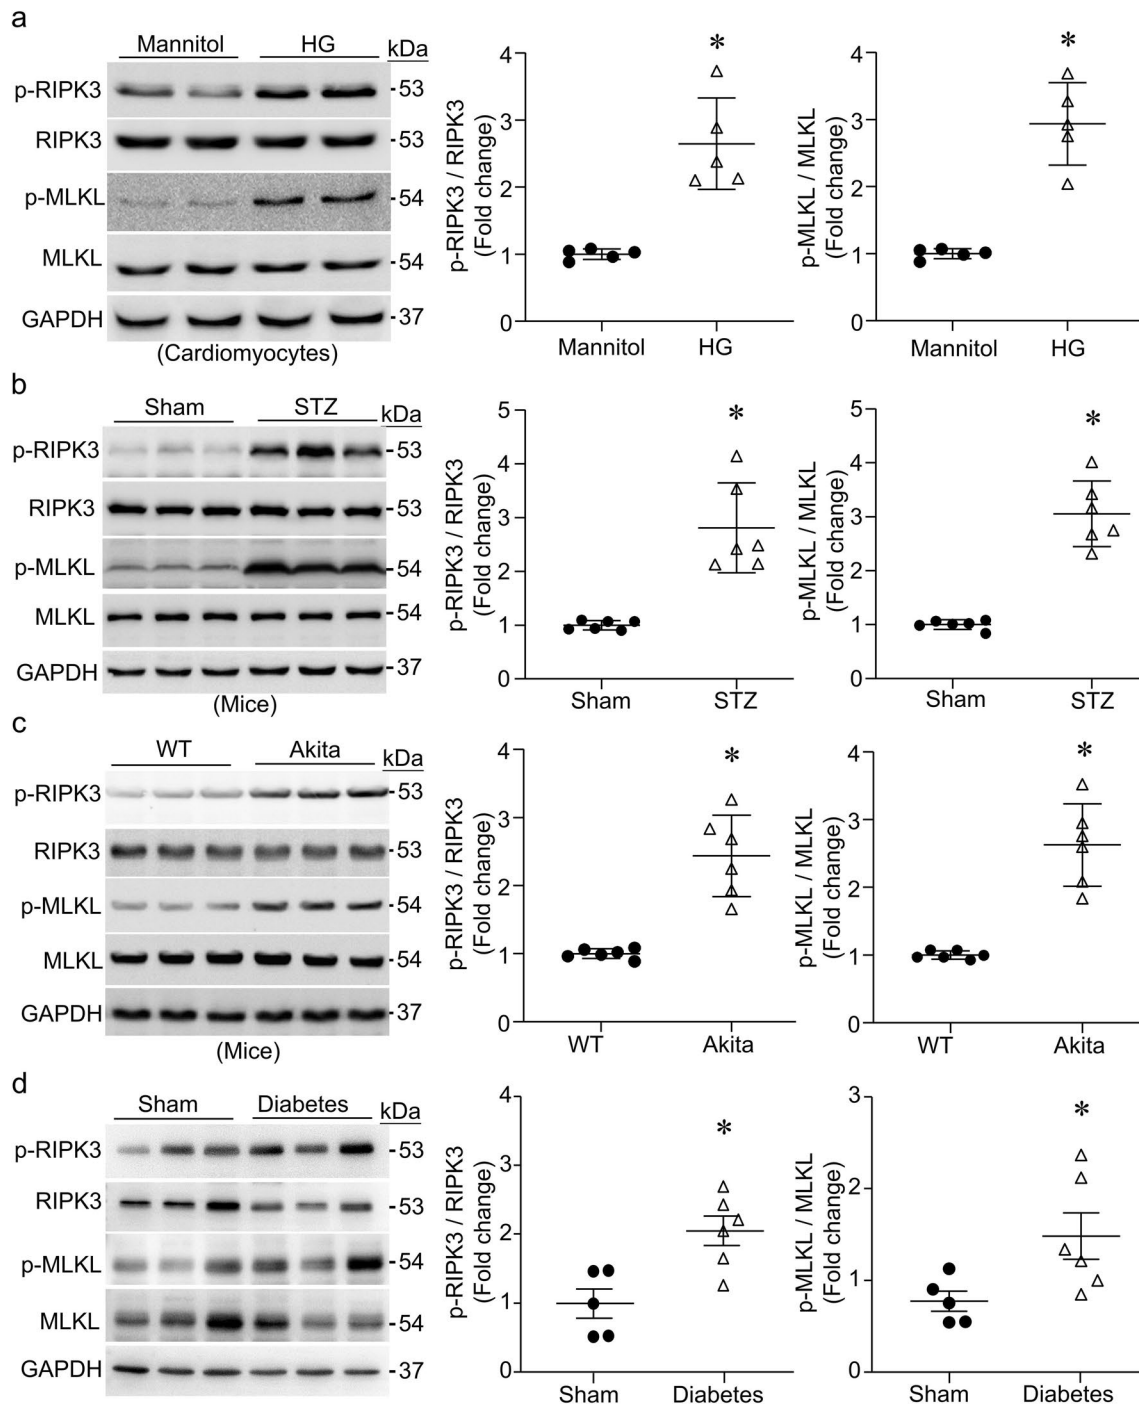 a
Mannitol HG kDa
p-RIPK3 -53
RIPK3 -53
p-MLKL -54
MLKL -54
GAPDH -37
(Cardiomyocytes)
p-RIPK3 / RIPK3
(Fold change)
4
3
2
1
0
*
Mannitol HG
p-MLKL / MLKL
(Fold change)
4
3
2
1
0
*
Mannitol HG
b
Sham STZ kDa
p-RIPK3 -53
RIPK3 -53
p-MLKL -54
MLKL -54
GAPDH -37
(Mice)
p-RIPK3 / RIPK3
(Fold change)
5
4
3
2
1
0
*
Sham STZ
p-MLKL / MLKL
(Fold change)
5
4
3
2
1
0
*
Sham STZ
c
WT Akita kDa
p-RIPK3 -53
RIPK3 -53
p-MLKL -54
MLKL -54
GAPDH -37
(Mice)
p-RIPK3 / RIPK3
(Fold change)
4
3
2
1
0
*
WT Akita
p-MLKL / MLKL
(Fold change)
4
3
2
1
0
*
WT Akita
d
Sham Diabetes kDa
p-RIPK3 -53
RIPK3 -53
p-MLKL -54
MLKL -54
GAPDH -37
p-RIPK3 / RIPK3
(Fold change)
4
3
2
1
0
*
Sham Diabetes
p-MLKL / MLKL
(Fold change)
3
2
1
0
*
Sham Diabetes